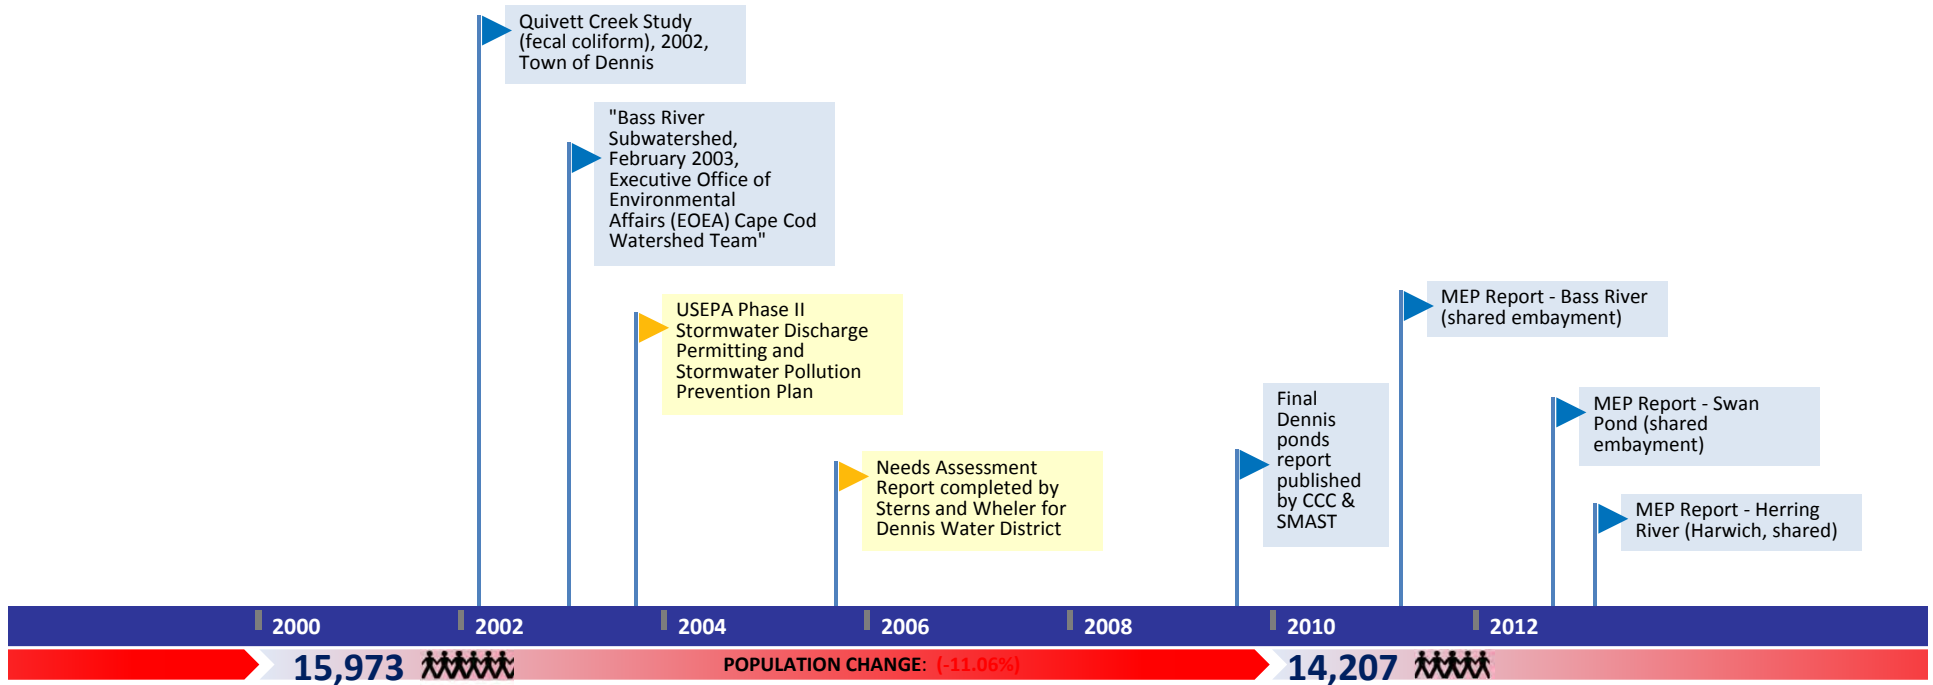 Quivett Creek Study
(fecal coliform), 2002,
Town of Dennis
"Bass River
Subwatershed,
February 2003,
Executive Office of
Environmental
Affairs (EOEA) Cape Cod
Watershed Team"
USEPA Phase II
Stormwater Discharge
Permitting and
Stormwater Pollution
Prevention Plan
Needs Assessment
Report completed by
Sterns and Wheler for
Dennis Water District
Final
Dennis
ponds
report
published
by CCC &
SMAST
MEP Report - Bass River
(shared embayment)
MEP Report - Swan
Pond (shared
embayment)
MEP Report - Herring
River (Harwich, shared)
2000 2002 2004 2006 2008 2010 2012
15,973 POPULATION CHANGE: (-11.06%) 14,207